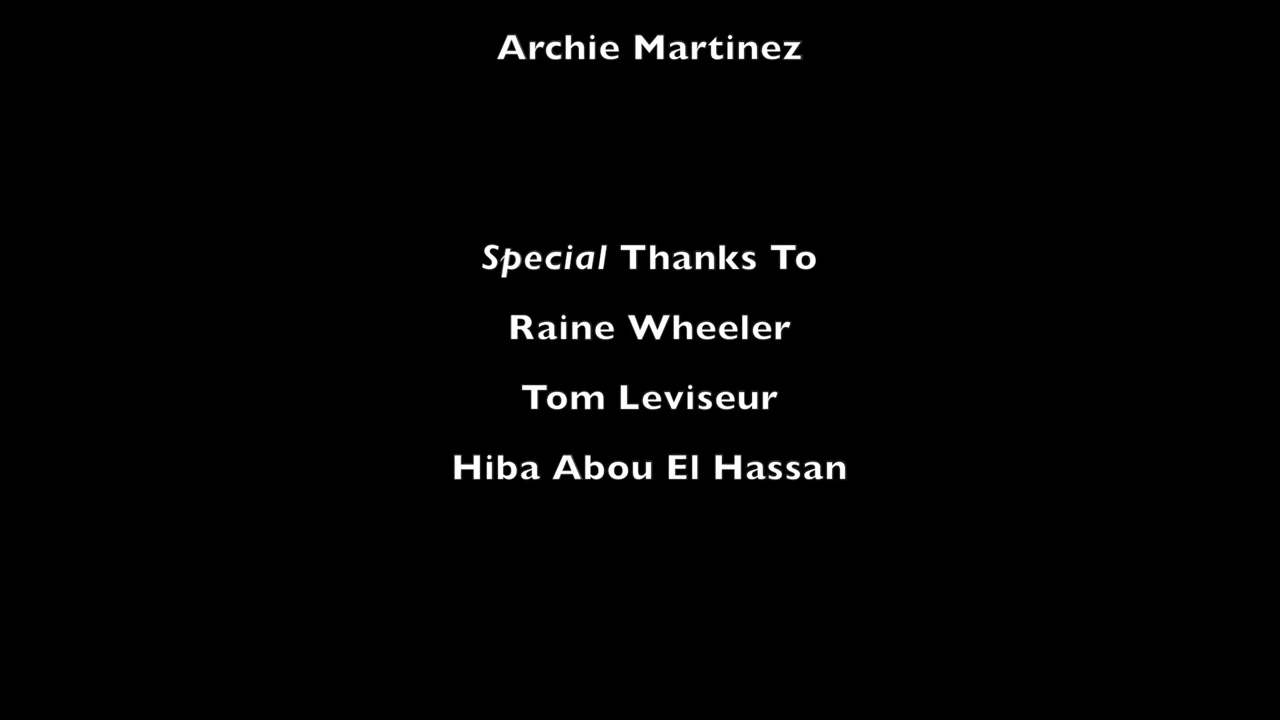 Archie Martinez
Special Thanks To
Raine Wheeler
Tom Leviseur
Hiba Abou El Hassan